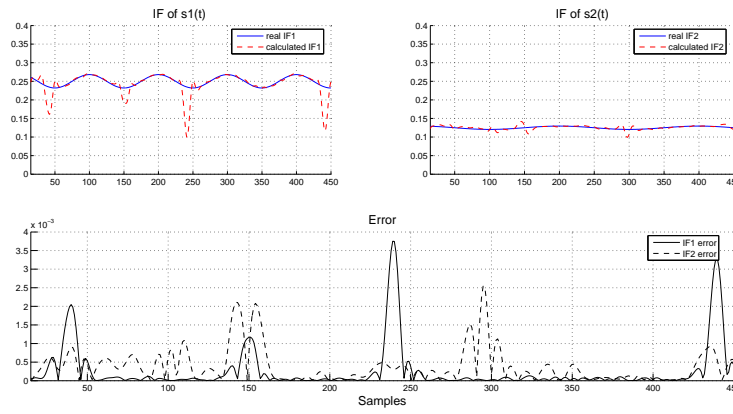 IF of s1(t)
0.4
0.35
0.3
0.25
0.2
0.15
0.1
0.05
0
50 100 150 200 250 300 350 400 450
real IF1
calculated IF1
IF of s2(t)
0.4
0.35
0.3
0.25
0.2
0.15
0.1
0.05
0
50 100 150 200 250 300 350 400 45
real IF2
calculated IF2
Error
x 10⁻³
4
3.5
3
2.5
2
1.5
1
0.5
0
50 100 150 200 250 300 350 400 45
IF1 error
IF2 error
Samples